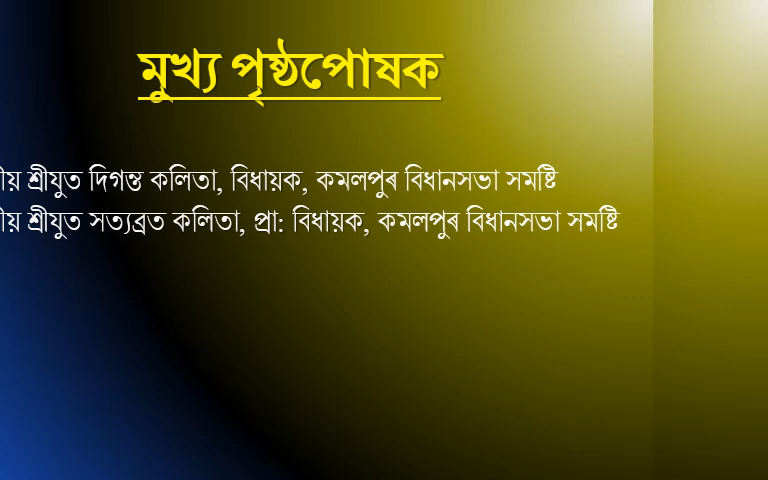 মুখ্য পৃষ্ঠপোষক
শ্ৰীযুত দিগন্ত কলিতা, বিধায়ক, কমলপুৰ বিধানসভা সমষ্টি
শ্ৰীযুত সত্যব্ৰত কলিতা, প্ৰা: বিধায়ক, কমলপুৰ বিধানসভা সমষ্টি